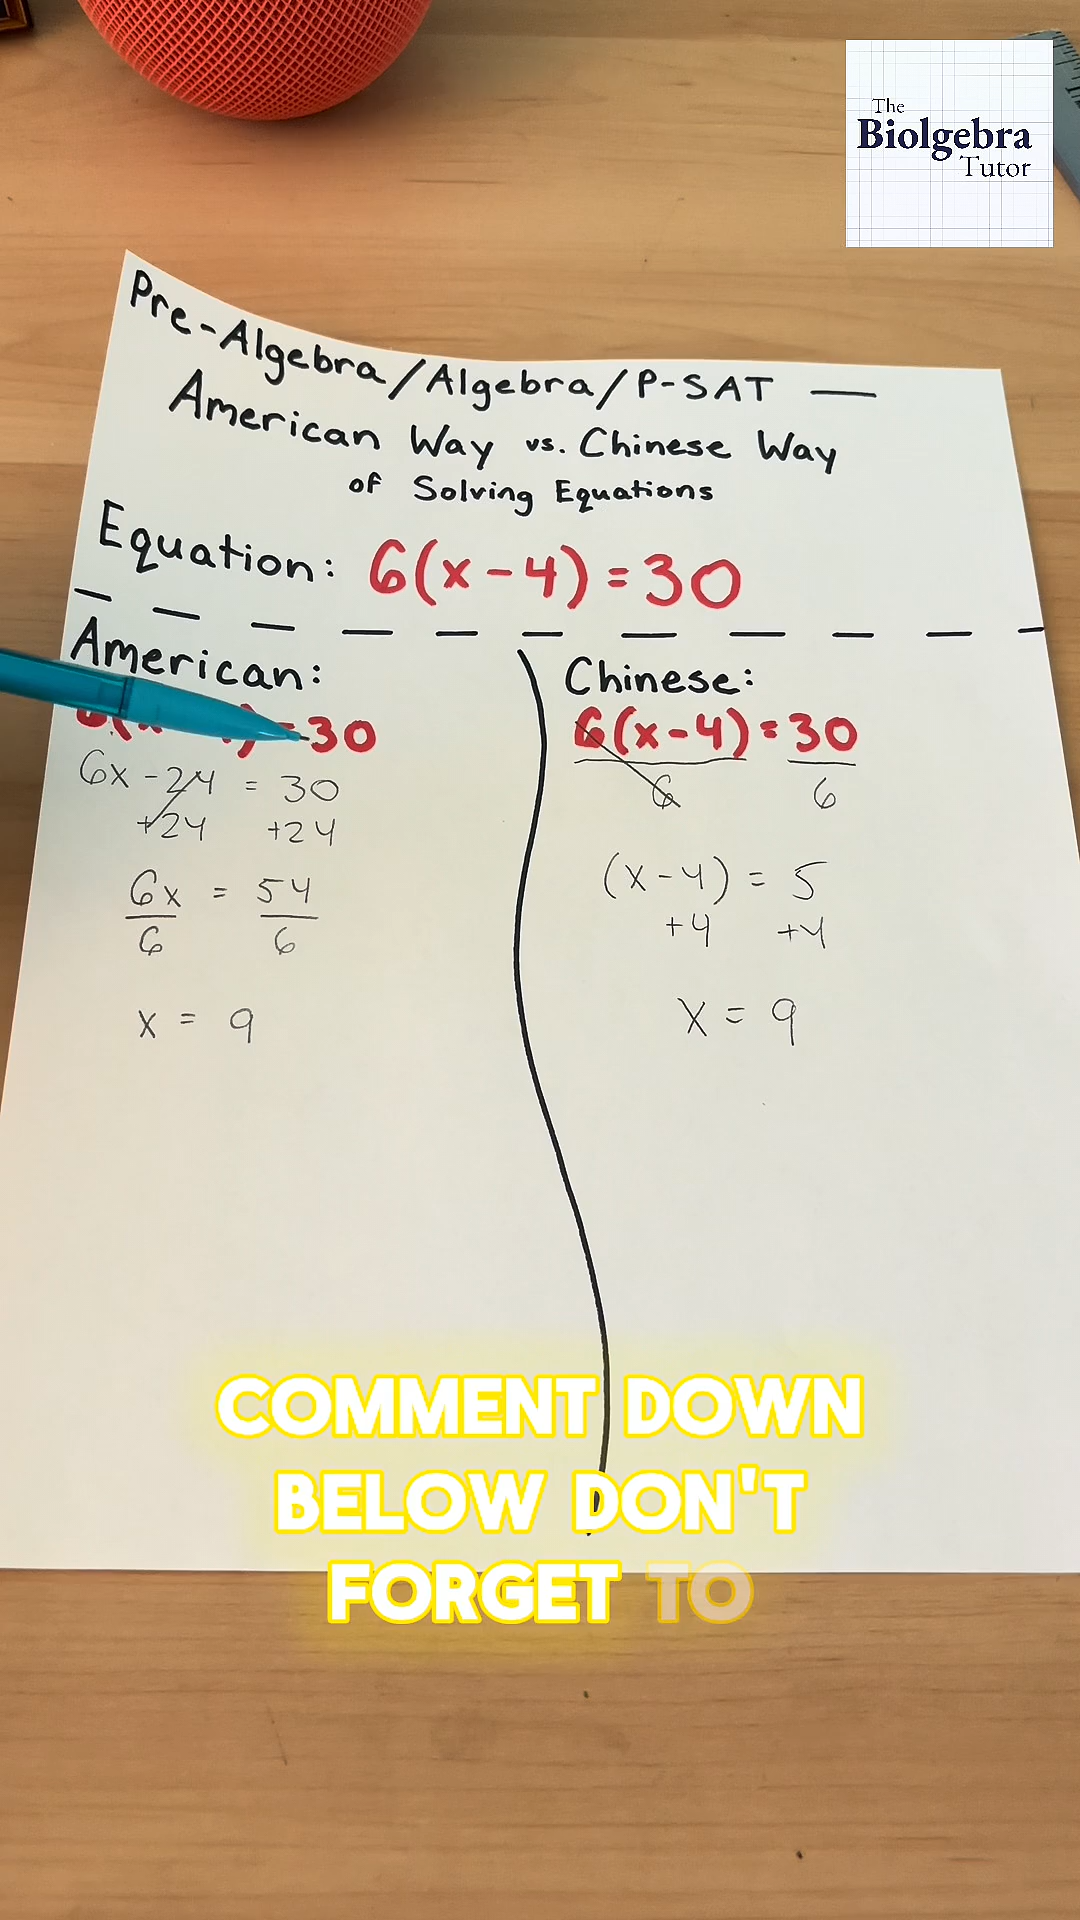 The
Biolgebra
Tutor
Pre-Algebra/Algebra/P-SAT —
American Way vs. Chinese Way
of Solving Equations
Equation: 6(x-4)=30
American:
=30
6x - 24 = 30
+24 +24
6x = 54
6 6
x = 9
Chinese:
6(x-4)=30
6 6
(x-4) = 5
+4 +4
x = 9
COMMENT DOWN
BELOW DON'T
FORGET TO